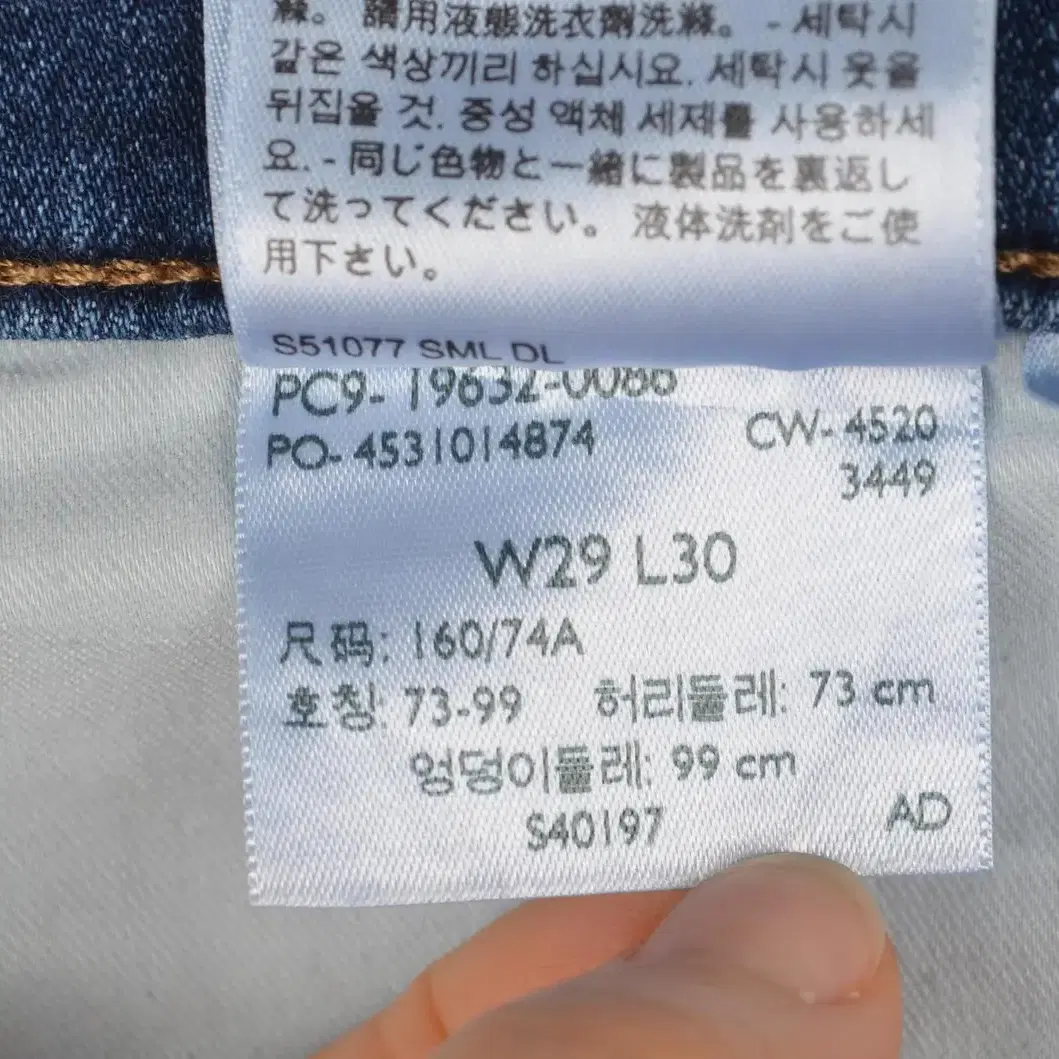 請用液態洗衣劑洗滌。 - 세탁시
같은 색상끼리 하십시요. 세탁시 옷을
뒤집을 것. 중성 액체 세제를 사용하세
요. - 同じ色物と一緒に製品を裏返し
て洗ってください。 液体洗剤をご使
用下さい。
S51077 SML DL
PC9- 19632-0086
PO- 4531014874 CW- 4520
3449
W29 L30
尺码: 160/74A
호칭: 73-99 허리둘레: 73 cm
엉덩이둘레: 99 cm
S40197 AD